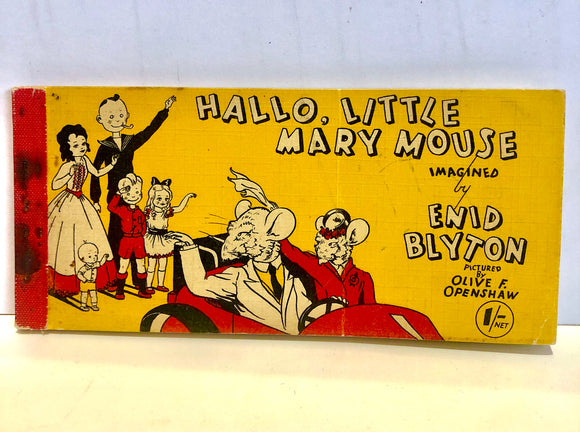 HALLO, LITTLE
MARY MOUSE
IMAGINED
by
ENID
BLYTON
PICTURED
BY
OLIVE F.
OPENSHAW
1/-
NET